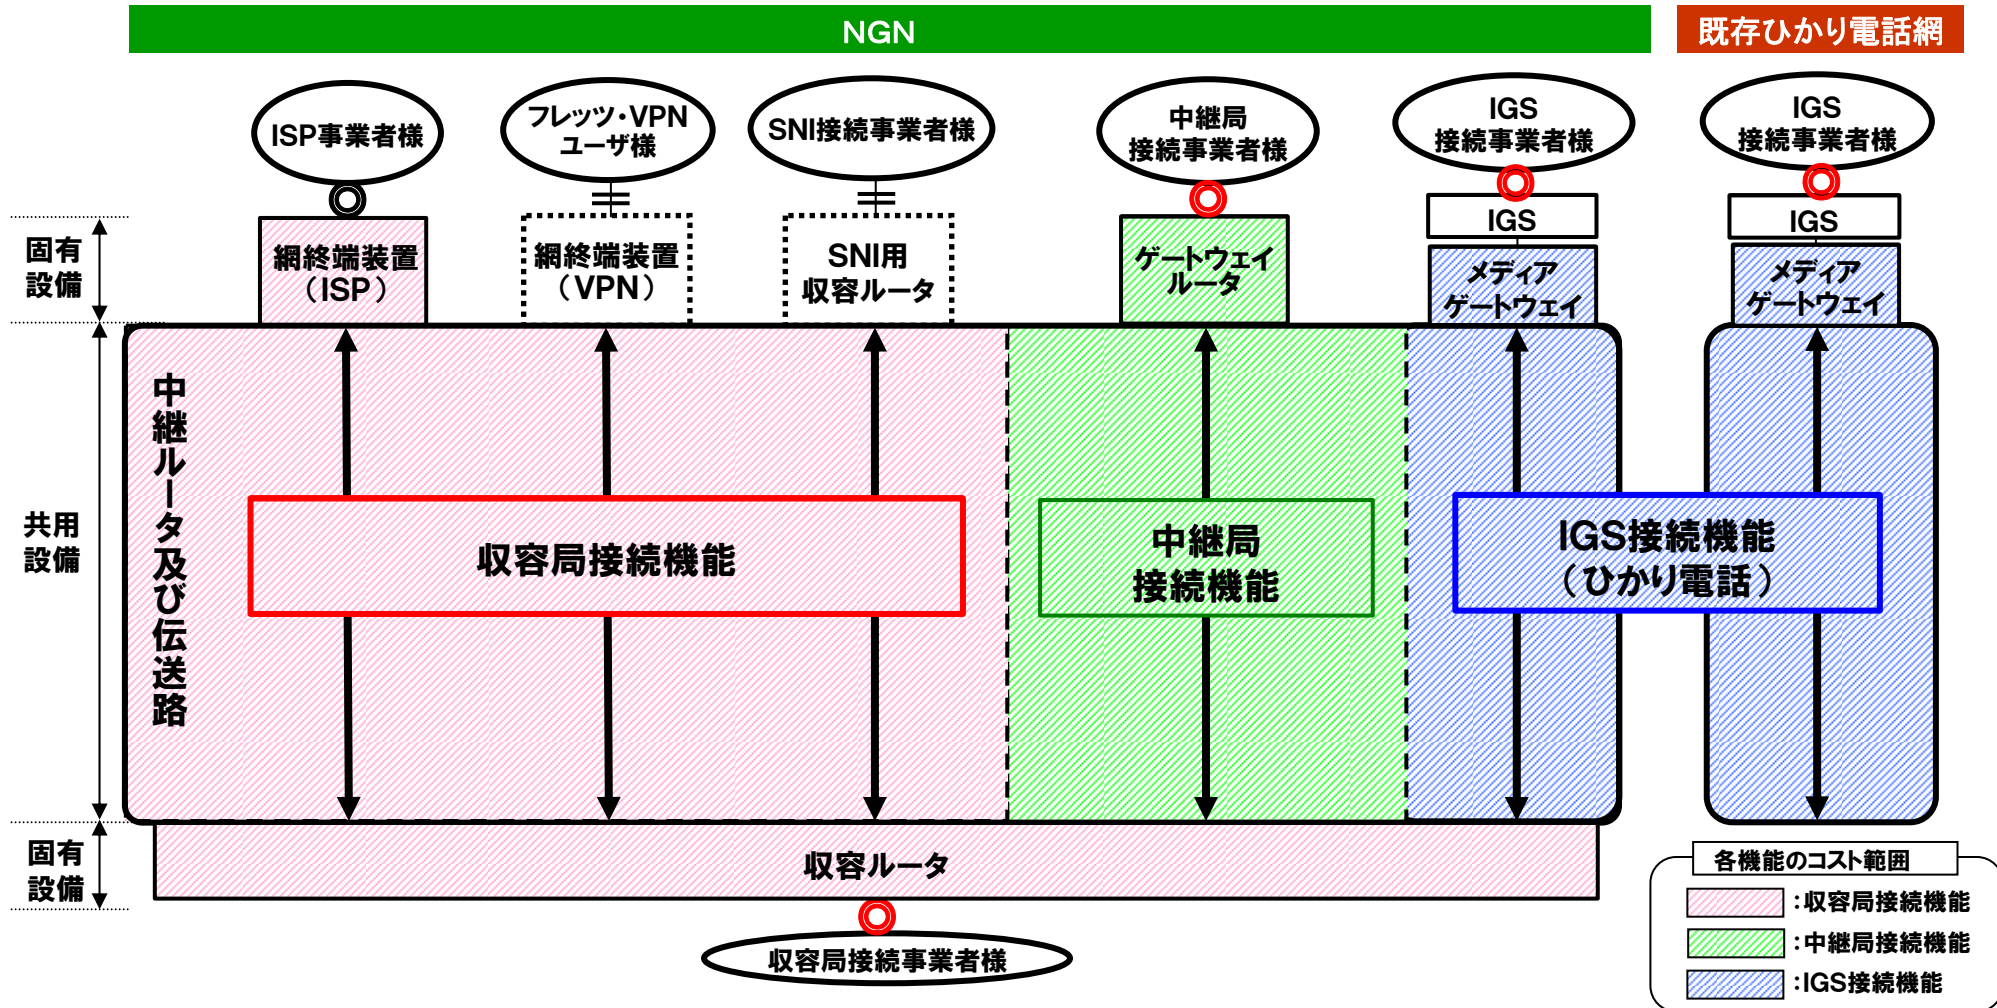 NGN
既存ひかり電話網
ISP事業者様
フレッツ・VPN
ユーザ様
SNI接続事業者様
中継局
接続事業者様
IGS
接続事業者様
IGS
接続事業者様
固有
設備
網終端装置
（ISP）
網終端装置
（VPN）
SNI用
収容ルータ
ゲートウェイ
ルータ
IGS
メディア
ゲートウェイ
IGS
メディア
ゲートウェイ
共用
設備
中継ルータ及び伝送路
収容局接続機能
中継局
接続機能
IGS接続機能
（ひかり電話）
固有
設備
収容ルータ
収容局接続事業者様
各機能のコスト範囲
：収容局接続機能
：中継局接続機能
：IGS接続機能